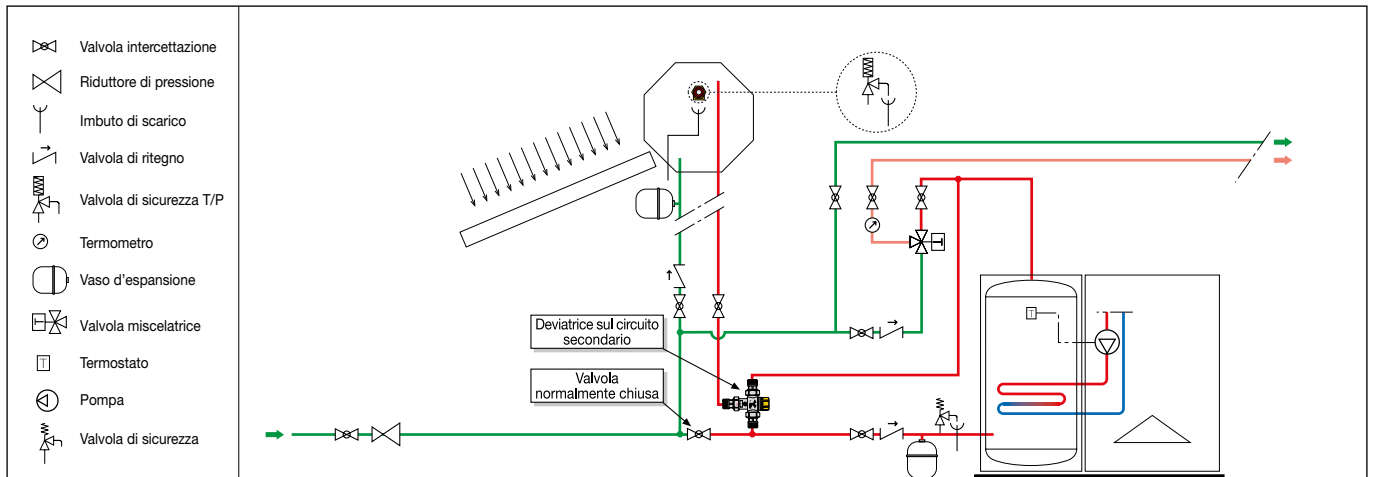 Valvola intercettazione
Riduttore di pressione
Imbuto di scarico
Valvola di ritegno
Valvola di sicurezza T/P
Termometro
Vaso d'espansione
Valvola miscelatrice
T
Termostato
Pompa
Valvola di sicurezza
Deviatrice sul circuito
secondario
Valvola
normalmente chiusa
T
T